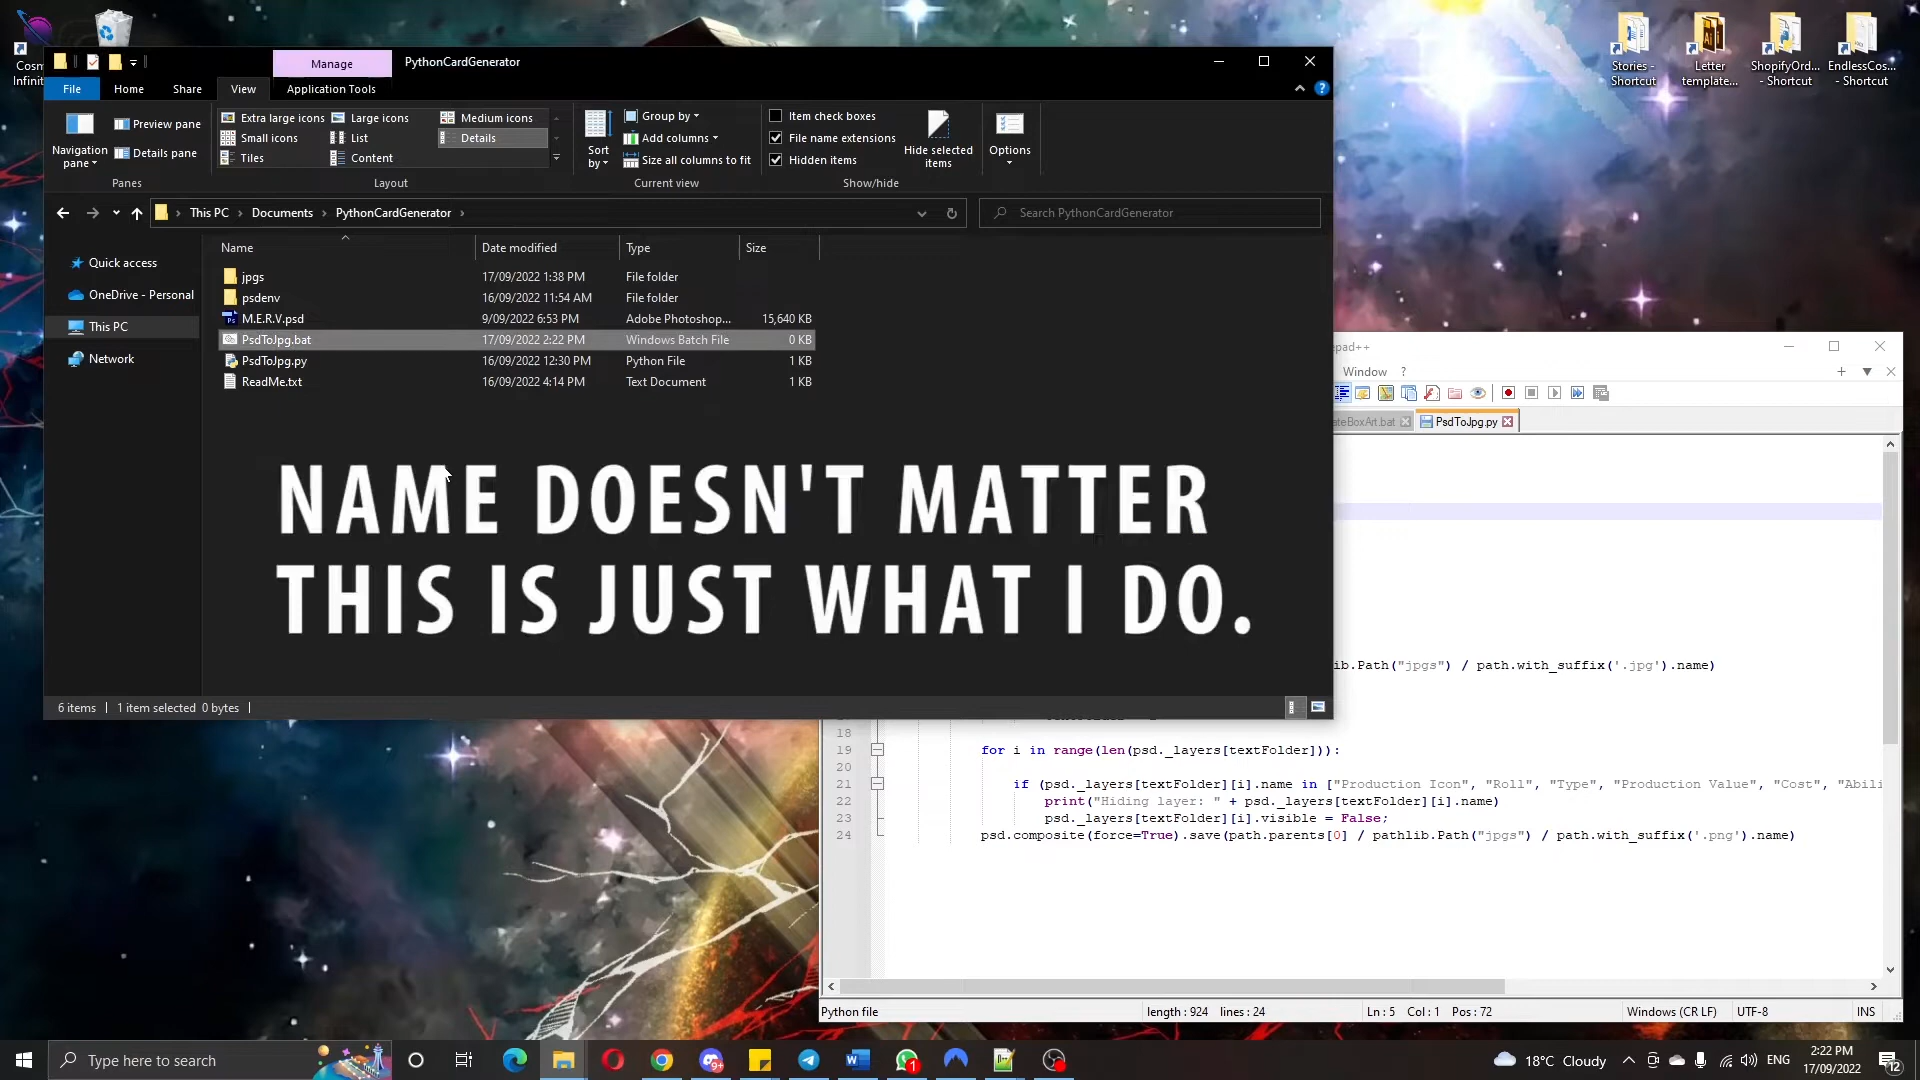 Cosm
Infinit
Manage
PythonCardGenerator
File
Home
Share
View
Application Tools
Navigation
pane
Preview pane
Details pane
Panes
Extra large icons
Large icons
Medium icons
Small icons
List
Details
Tiles
Content
Layout
Sort
by
Group by
Add columns
Size all columns to fit
Current view
Item check boxes
File name extensions
Hidden items
Hide selected
items
Show/hide
Options
This PC > Documents > PythonCardGenerator
Search PythonCardGenerator
Quick access
OneDrive - Personal
This PC
Network
Name Date modified Type Size
jpgs 17/09/2022 1:38 PM File folder
psdenv 16/09/2022 11:54 AM File folder
M.E.R.V.psd 9/09/2022 6:53 PM Adobe Photoshop... 15,640 KB
PsdToJpg.bat 17/09/2022 2:22 PM Windows Batch File 0 KB
PsdToJpg.py 16/09/2022 12:30 PM Python File 1 KB
ReadMe.txt 16/09/2022 4:14 PM Text Document 1 KB
NAME DOESN'T MATTER
THIS IS JUST WHAT I DO.
6 items 1 item selected 0 bytes
Stories -
Shortcut
Letter
template...
ShopifyOrd...
- Shortcut
EndlessCos...
- Shortcut
epad++
Window ?
ateBoxArt.bat
PsdToJpg.py
ib.Path("jpgs") / path.with_suffix('.jpg').name)
18
19 for i in range(len(psd._layers[textFolder])):
20
21 if (psd._layers[textFolder][i].name in ["Production Icon", "Roll", "Type", "Production Value", "Cost", "Abili
22 print("Hiding layer: " + psd._layers[textFolder][i].name)
23 psd._layers[textFolder][i].visible = False;
24 psd.composite(force=True).save(path.parents[0] / pathlib.Path("jpgs") / path.with_suffix('.png').name)
Python file length : 924 lines : 24 Ln : 5 Col : 1 Pos : 72 Windows (CR LF) UTF-8 INS
Type here to search
9+
1
18°C Cloudy
ENG
2:22 PM
17/09/2022
12